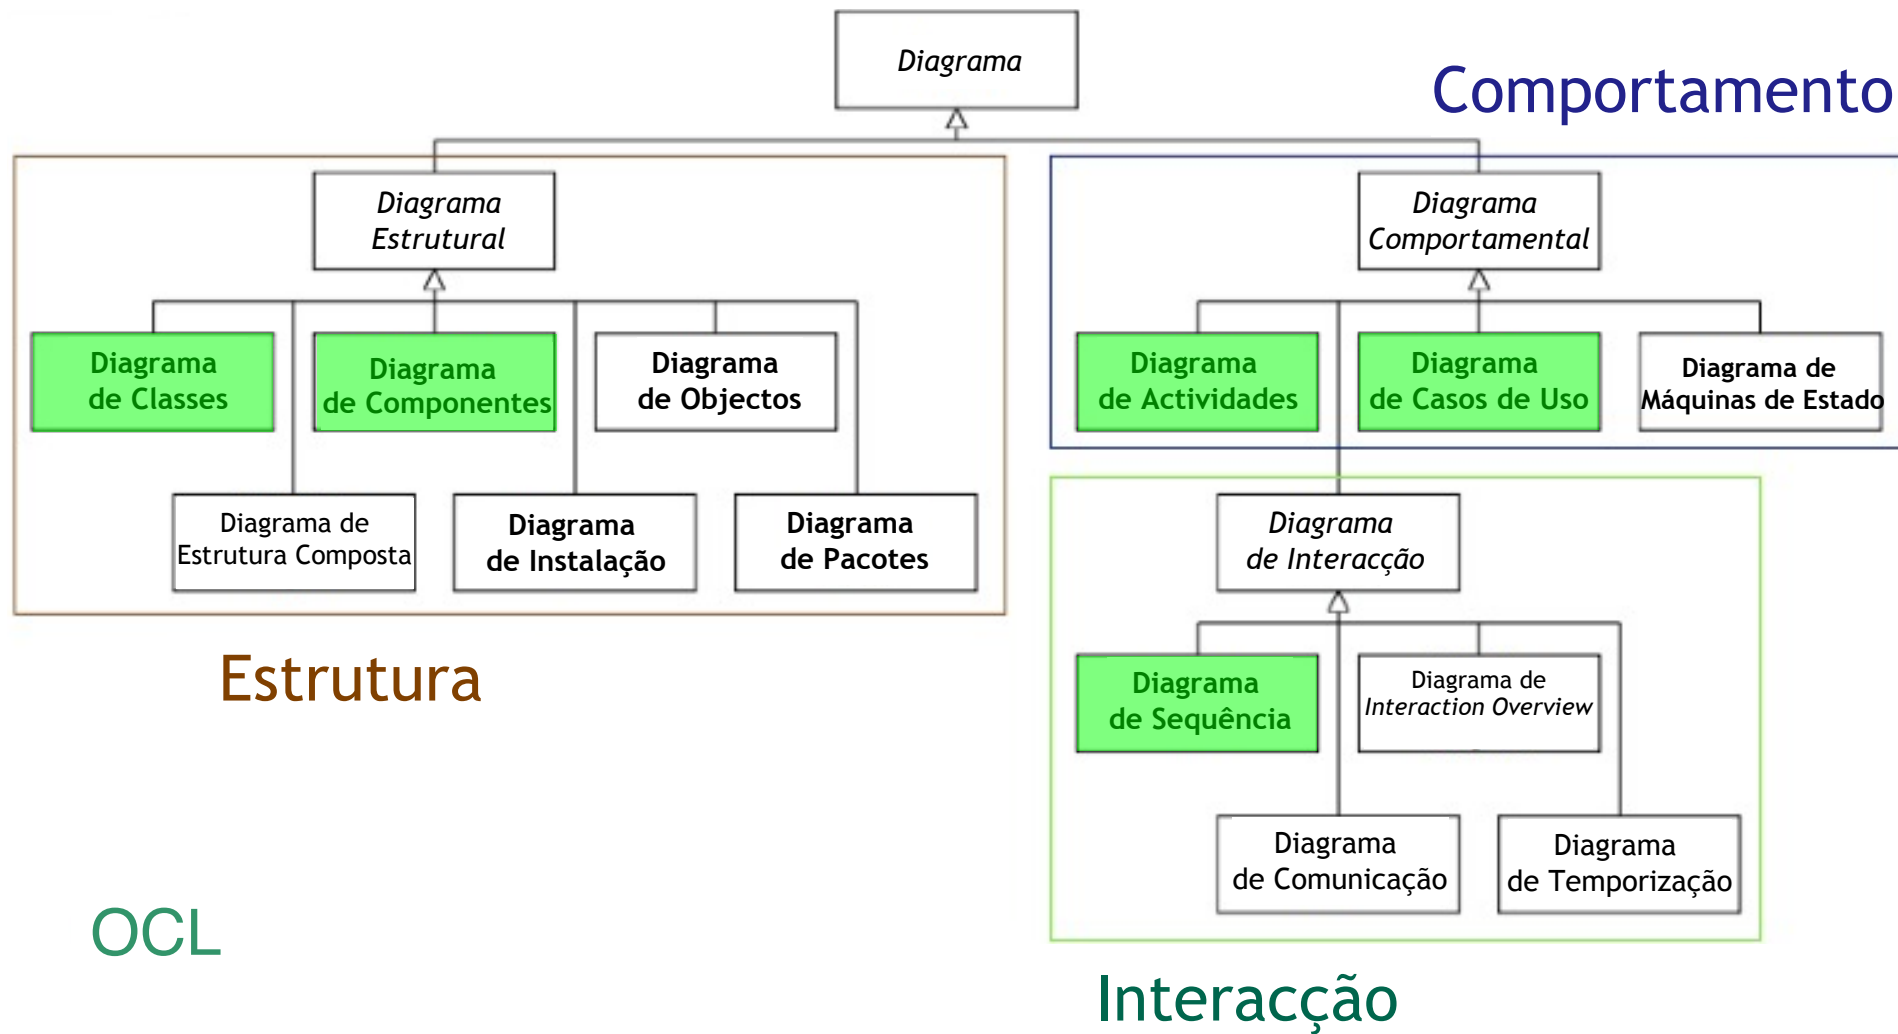 Diagrama
Comportamento
Diagrama
Estrutural
Diagrama
Comportamental
Diagrama
de Classes
Diagrama
de Componentes
Diagrama
de Objectos
Diagrama
de Actividades
Diagrama
de Casos de Uso
Diagrama de
Máquinas de Estado
Diagrama de
Estrutura Composta
Diagrama
de Instalação
Diagrama
de Pacotes
Diagrama
de Interacção
Estrutura
Diagrama
de Sequência
Diagrama de
Interaction Overview
Diagrama
de Comunicação
Diagrama
de Temporização
OCL
Interacção